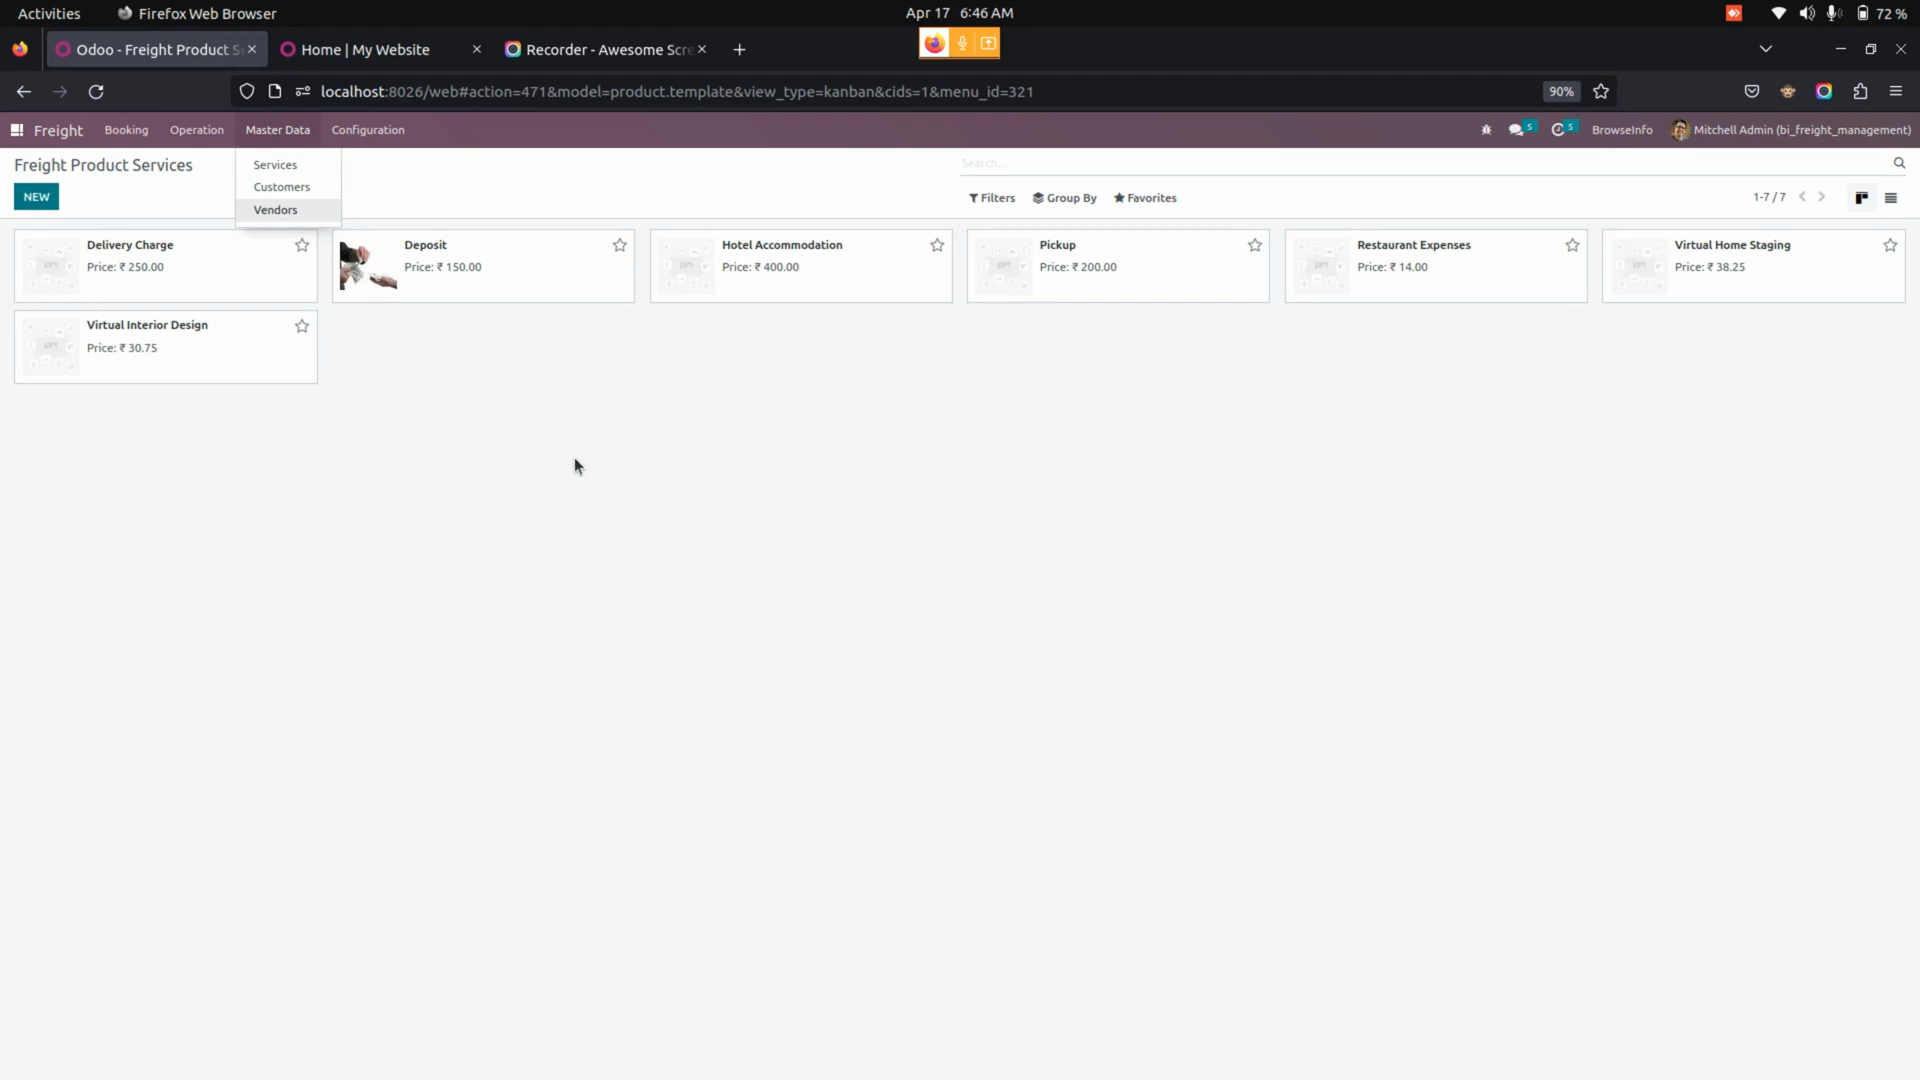 Activities
Firefox Web Browser
Apr 17 6:46 AM
72 %
Odoo - Freight Product S
Home | My Website
Recorder - Awesome Scre
localhost:8026/web#action=471&model=product.template&view_type=kanban&cids=1&menu_id=321
90%
Freight
Booking
Operation
Master Data
Configuration
5
5
BrowseInfo
Mitchell Admin (bi_freight_management)
Freight Product Services
Services
Customers
Vendors
Search...
NEW
Filters
Group By
Favorites
1-7 / 7
Delivery Charge
Price: ₹ 250.00
Deposit
Price: ₹ 150.00
Hotel Accommodation
Price: ₹ 400.00
Pickup
Price: ₹ 200.00
Restaurant Expenses
Price: ₹ 14.00
Virtual Home Staging
Price: ₹ 38.25
Virtual Interior Design
Price: ₹ 30.75